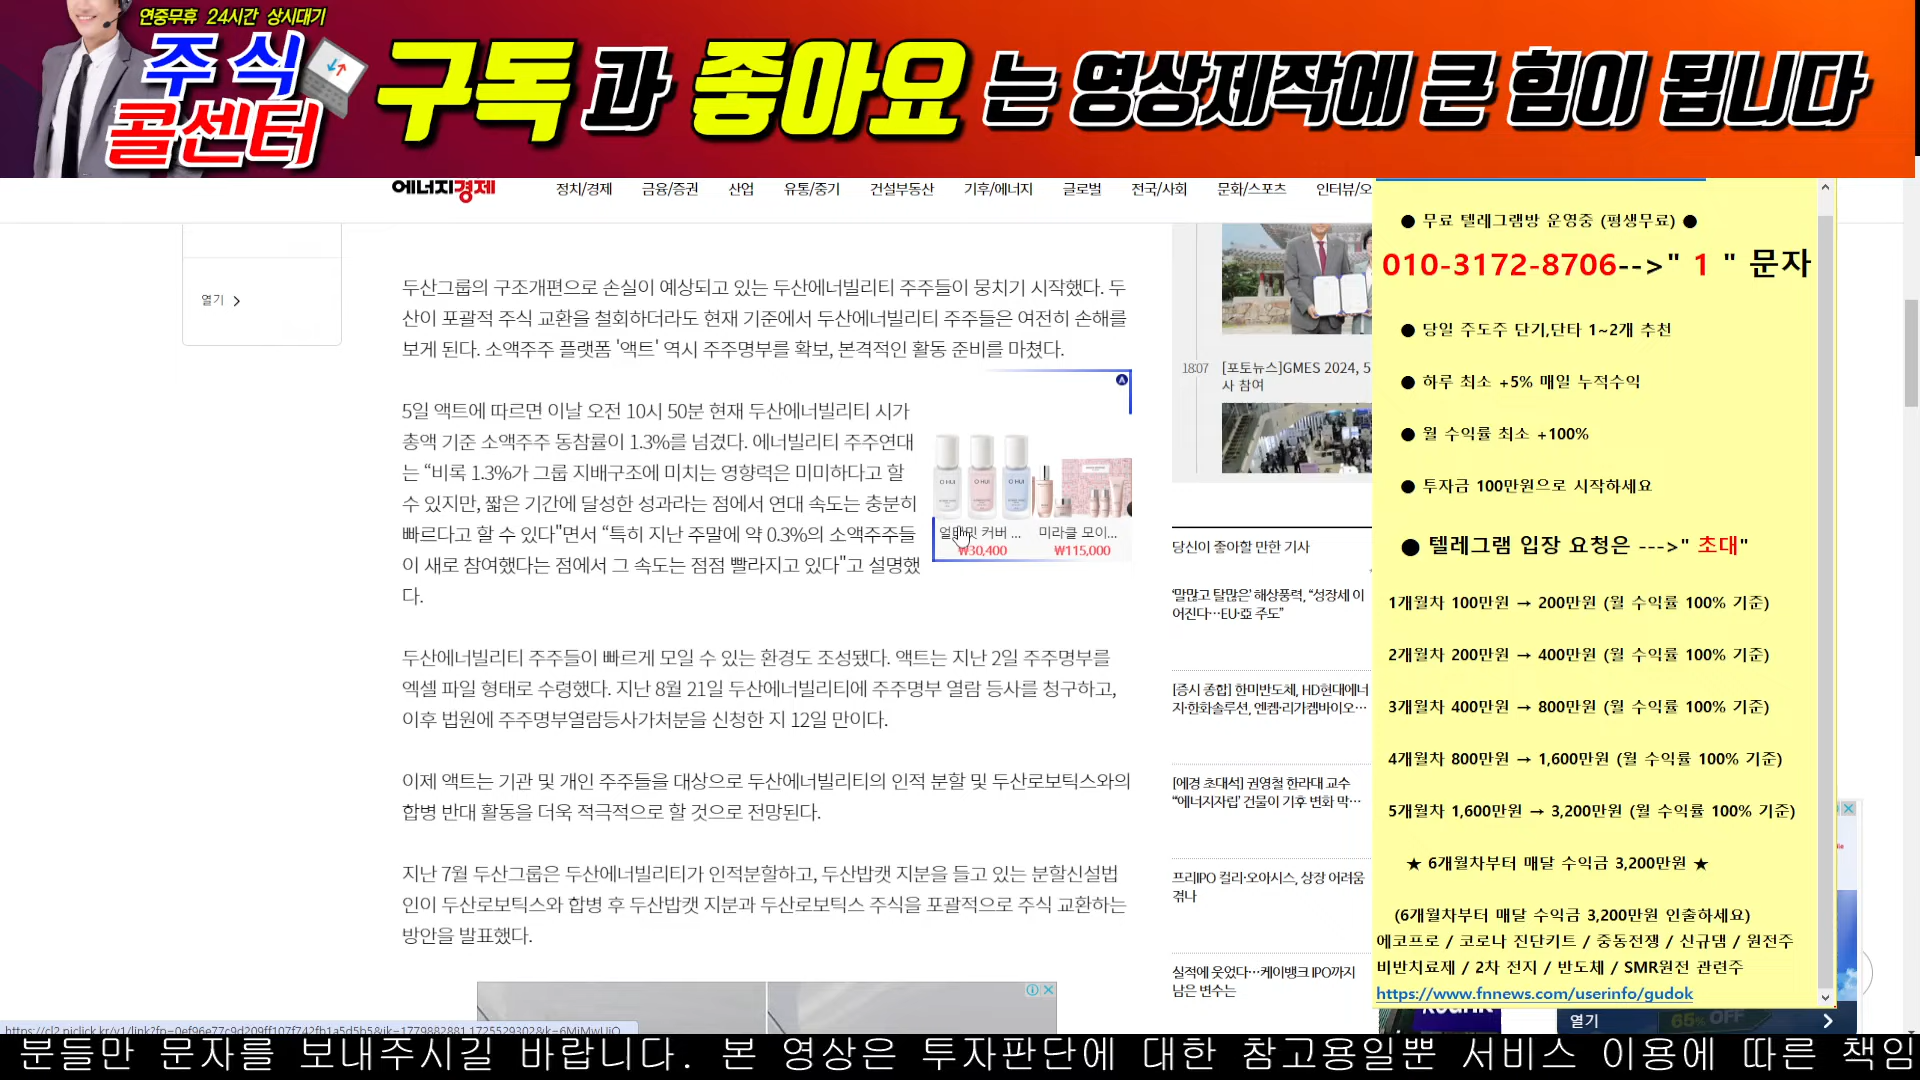 연중무휴 24시간 상시대기
주식
콜센터
구독과 좋아요는 영상제작에 큰 힘이 됩니다
에너지경제
정치/경제 금융/증권 산업 유통/중기 건설부동산 기후/에너지 글로벌 전국/사회 문화/스포츠 인터뷰/오
열기 >
두산그룹의 구조개편으로 손실이 예상되고 있는 두산에너빌리티 주주들이 뭉치기 시작했다. 두
산이 포괄적 주식 교환을 철회하더라도 현재 기준에서 두산에너빌리티 주주들은 여전히 손해를
보게 된다. 소액주주 플랫폼 '액트' 역시 주주명부를 확보, 본격적인 활동 준비를 마쳤다.
5일 액트에 따르면 이날 오전 10시 50분 현재 두산에너빌리티 시가
총액 기준 소액주주 동참률이 1.3%를 넘겼다. 에너빌리티 주주연대
는 “비록 1.3%가 그룹 지배구조에 미치는 영향력은 미미하다고 할
수 있지만, 짧은 기간에 달성한 성과라는 점에서 연대 속도는 충분히
빠르다고 할 수 있다"면서 “특히 지난 주말에 약 0.3%의 소액주주들
이 새로 참여했다는 점에서 그 속도는 점점 빨라지고 있다"고 설명했
다.
O HUI O HUI O HUI
커버 ... 미라클 모이...
₩30,400 ₩115,000
두산에너빌리티 주주들이 빠르게 모일 수 있는 환경도 조성됐다. 액트는 지난 2일 주주명부를
엑셀 파일 형태로 수령했다. 지난 8월 21일 두산에너빌리티에 주주명부 열람 등사를 청구하고,
이후 법원에 주주명부열람등사가처분을 신청한 지 12일 만이다.
이제 액트는 기관 및 개인 주주들을 대상으로 두산에너빌리티의 인적 분할 및 두산로보틱스와의
합병 반대 활동을 더욱 적극적으로 할 것으로 전망된다.
지난 7월 두산그룹은 두산에너빌리티가 인적분할하고, 두산밥캣 지분을 들고 있는 분할신설법
인이 두산로보틱스와 합병 후 두산밥캣 지분과 두산로보틱스 주식을 포괄적으로 주식 교환하는
방안을 발표했다.
18:07 [포토뉴스]GMES 2024, 5
사 참여
당신이 좋아할 만한 기사
‘말많고 탈많은’ 해상풍력, “성장세 이
어진다…EU·亞 주도”
[증시 종합] 한미반도체, HD현대에너
지·한화솔루션, 엔켐·리가켐바이오…
[에경 초대석] 권영철 한라대 교수
“‘에너지자립’ 건물이 기후 변화 막…
프리IPO 컬리·오아시스, 상장 어려움
겪나
실적에 웃었다…케이뱅크 IPO까지
남은 변수는
● 무료 텔레그램방 운영중 (평생무료) ●
010-3172-8706-->" 1 " 문자
● 당일 주도주 단기,단타 1~2개 추천
● 하루 최소 +5% 매일 누적수익
● 월 수익률 최소 +100%
● 투자금 100만원으로 시작하세요
● 텔레그램 입장 요청은 --->" 초대"
1개월차 100만원 → 200만원 (월 수익률 100% 기준)
2개월차 200만원 → 400만원 (월 수익률 100% 기준)
3개월차 400만원 → 800만원 (월 수익률 100% 기준)
4개월차 800만원 → 1,600만원 (월 수익률 100% 기준)
5개월차 1,600만원 → 3,200만원 (월 수익률 100% 기준)
★ 6개월차부터 매달 수익금 3,200만원 ★
(6개월차부터 매달 수익금 3,200만원 인출하세요)
에코프로 / 코로나 진단키트 / 중동전쟁 / 신규댐 / 원전주
비반치료제 / 2차 전지 / 반도체 / SMR원전 관련주
https://www.fnnews.com/userinfo/gudok
열기 65% OFF
분들만 문자를 보내주시길 바랍니다. 본 영상은 투자판단에 대한 참고용일뿐 서비스 이용에 따른 책임